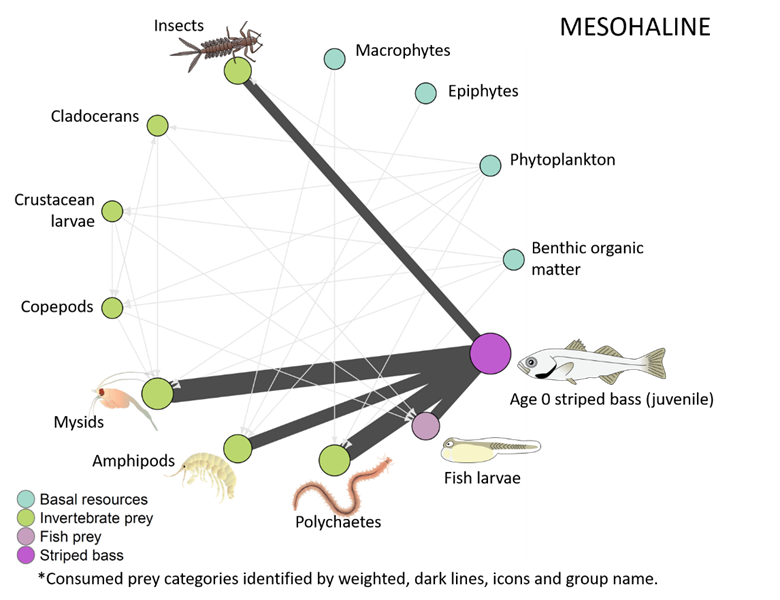 MESOHALINE
Insects
Macrophytes
Epiphytes
Cladocerans
Phytoplankton
Crustacean
larvae
Benthic organic
matter
Copepods
Age 0 striped bass (juvenile)
Mysids
Amphipods
Fish larvae
Polychaetes
Basal resources
Invertebrate prey
Fish prey
Striped bass
*Consumed prey categories identified by weighted, dark lines, icons and group name.